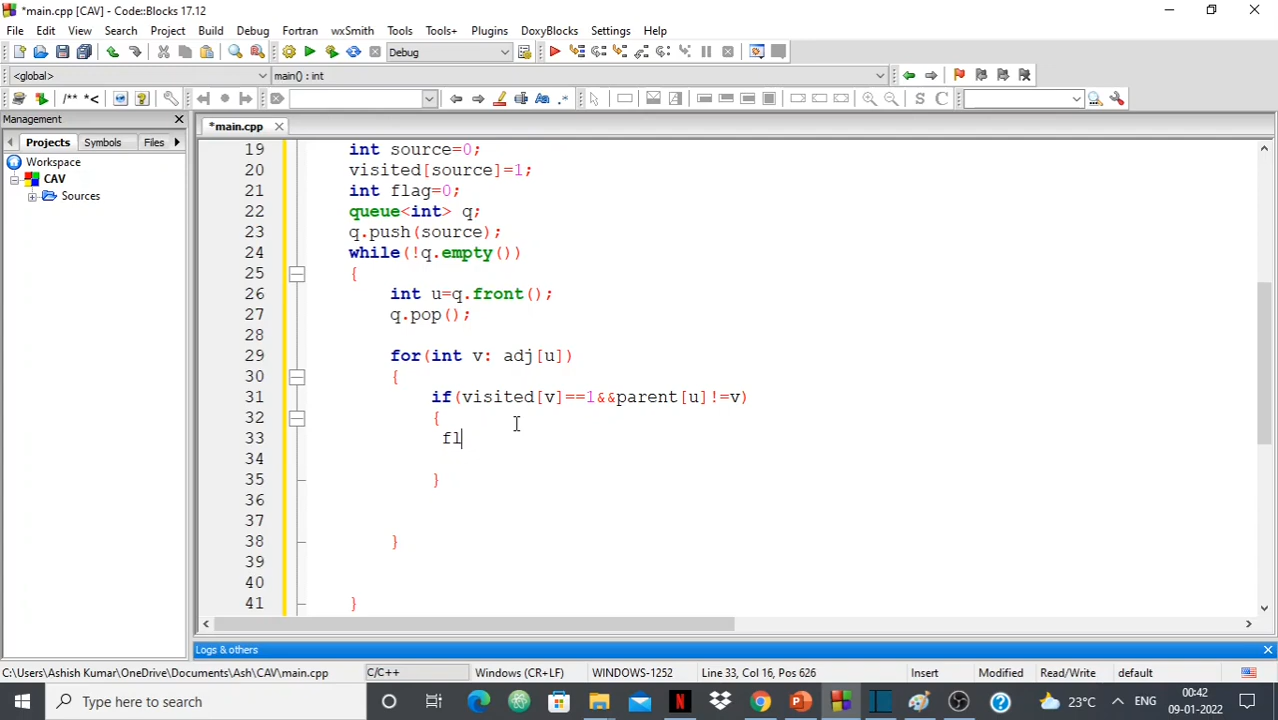 *main.cpp [CAV] - Code::Blocks 17.12
File Edit View Search Project Build Debug Fortran wxSmith Tools Tools+ Plugins DoxyBlocks Settings Help
Debug
<global>
main() : int
/** *<
S C
Management
Projects Symbols Files
Workspace
CAV
Sources
*main.cpp
19 int source=0;
20 visited[source]=1;
21 int flag=0;
22 queue<int> q;
23 q.push(source);
24 while(!q.empty())
25 {
26 int u=q.front();
27 q.pop();
28
29 for(int v: adj[u])
30 {
31 if(visited[v]==1&&parent[u]!=v)
32 {
33 fl
34
35 }
36
37
38 }
39
40
41 }
Logs & others
C:\Users\Ashish Kumar\OneDrive\Documents\Ash\CAV\main.cpp C/C++ Windows (CR+LF) WINDOWS-1252 Line 33, Col 16, Pos 626 Insert Modified Read/Write default
Type here to search
23°C
ENG
00:42
09-01-2022